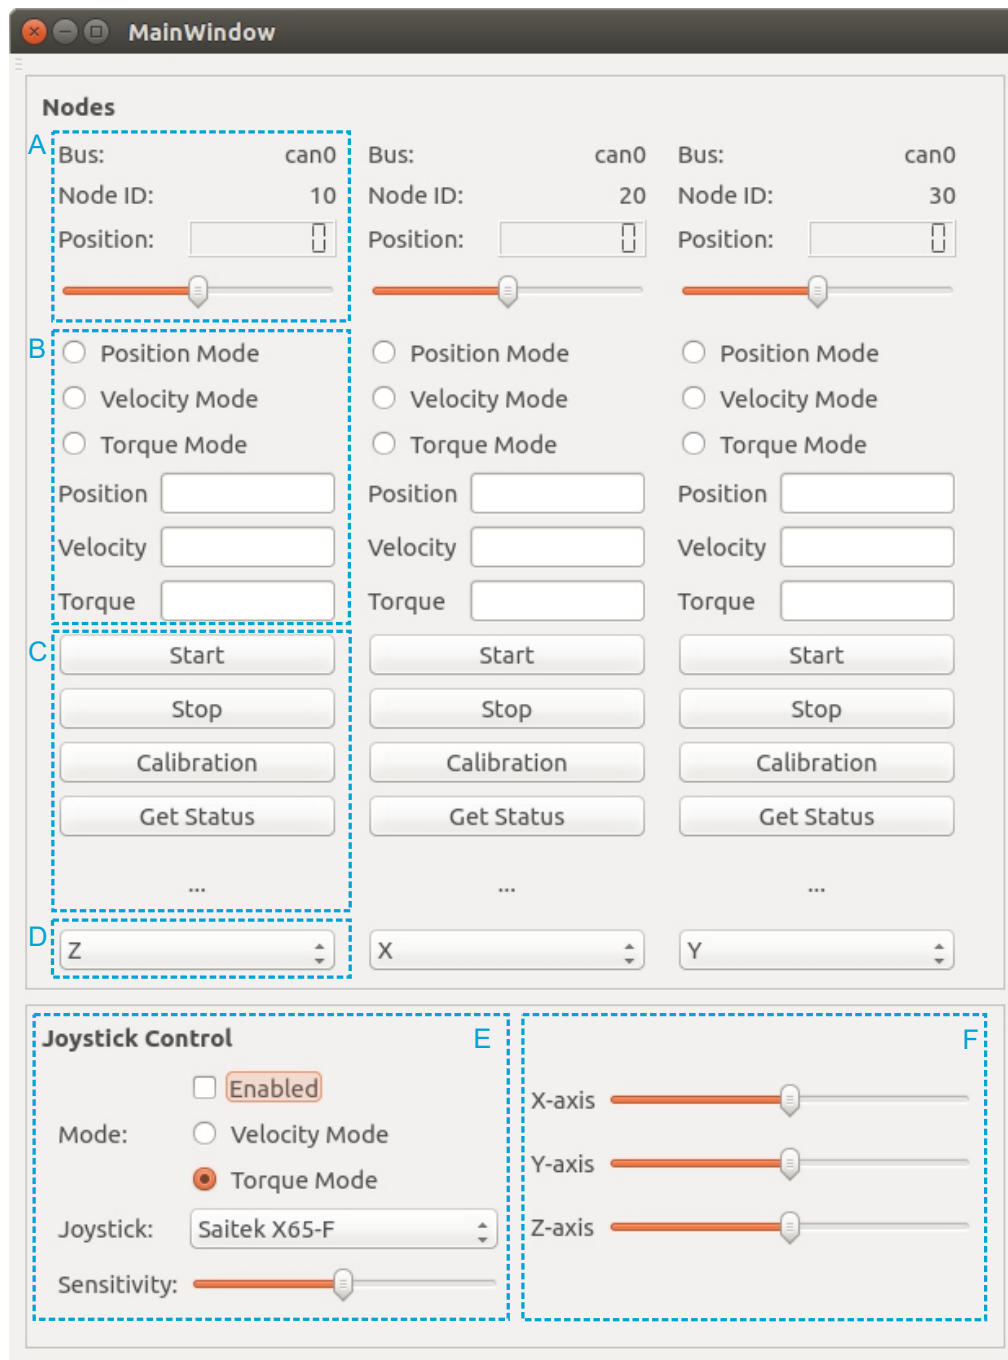 MainWindow
Nodes
A
Bus: can0 Bus: can0 Bus: can0
Node ID: 10 Node ID: 20 Node ID: 30
Position: 0 Position: 0 Position: 0
B
Position Mode Position Mode Position Mode
Velocity Mode Velocity Mode Velocity Mode
Torque Mode Torque Mode Torque Mode
Position Position Position
Velocity Velocity Velocity
Torque Torque Torque
C
Start Start Start
Stop Stop Stop
Calibration Calibration Calibration
Get Status Get Status Get Status
... ... ...
D
Z X Y
Joystick Control E F
Enabled
X-axis
Mode: Velocity Mode
Y-axis
Torque Mode
Joystick: Saitek X65-F Z-axis
Sensitivity: